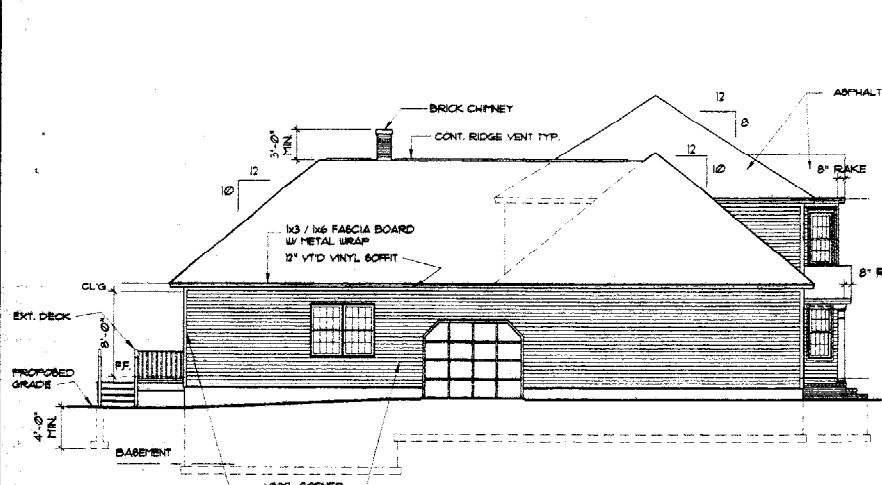 12
ASPHALT
BRICK CHIMNEY
8
3'-0"
MIN.
CONT. RIDGE VENT TYP.
12
10
8" RAKE
12
10
1x3 / 1x6 FASCIA BOARD
W/ METAL WRAP
12" VT'D VINYL SOFFIT
8" R
CL'G
EXT. DECK
8'-0"
F.F.
PROPOSED
GRADE
4'-0"
MIN.
BASEMENT
CORNER